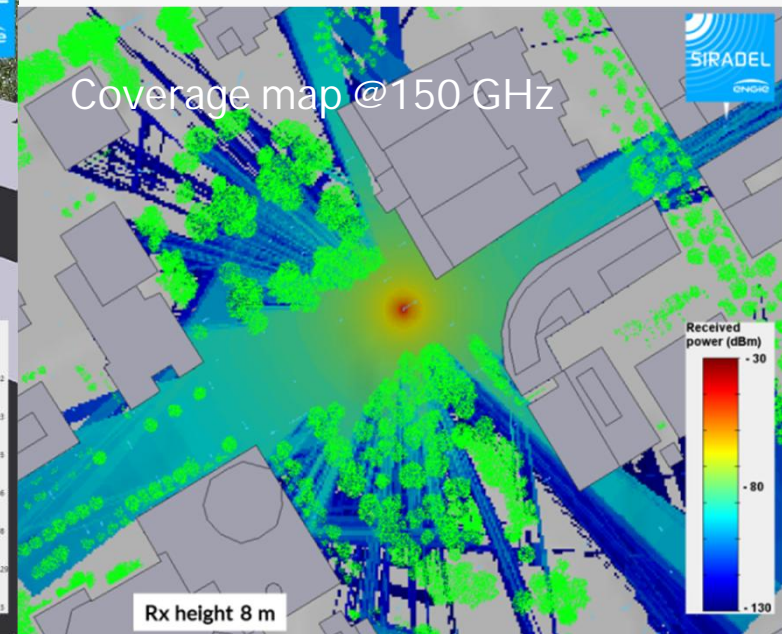 Coverage map @150 GHz
SIRADEL
ENGIE
Received
power (dBm)
- 30
- 80
- 130
Rx height 8 m